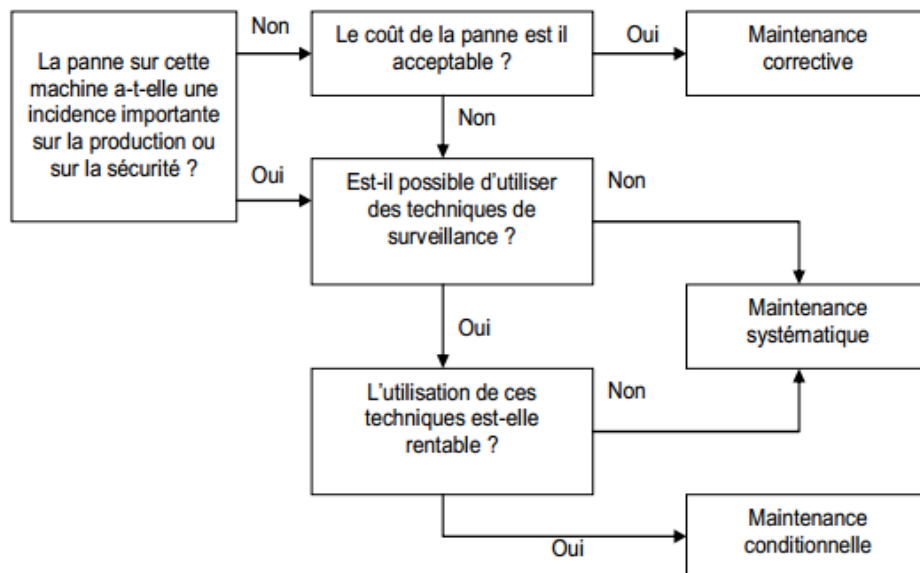 La panne sur cette
machine a-t-elle une
incidence importante
sur la production ou
sur la sécurité ?
Non
Le coût de la panne est il
acceptable ?
Oui
Maintenance
corrective
Non
Oui
Est-il possible d'utiliser
des techniques de
surveillance ?
Non
Maintenance
systématique
Oui
L'utilisation de ces
techniques est-elle
rentable ?
Non
Oui
Maintenance
conditionnelle